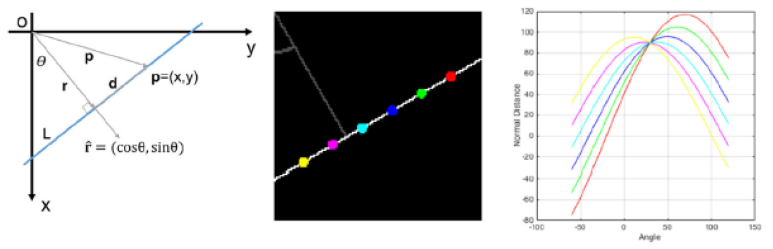 O
y
θ
p
r
d
p=(x,y)
L
r̂ = (cosθ, sinθ)
x
Normal Distance
120
100
80
60
40
20
0
-20
-40
-60
-80
-100
-50
0
50
100
150
Angle